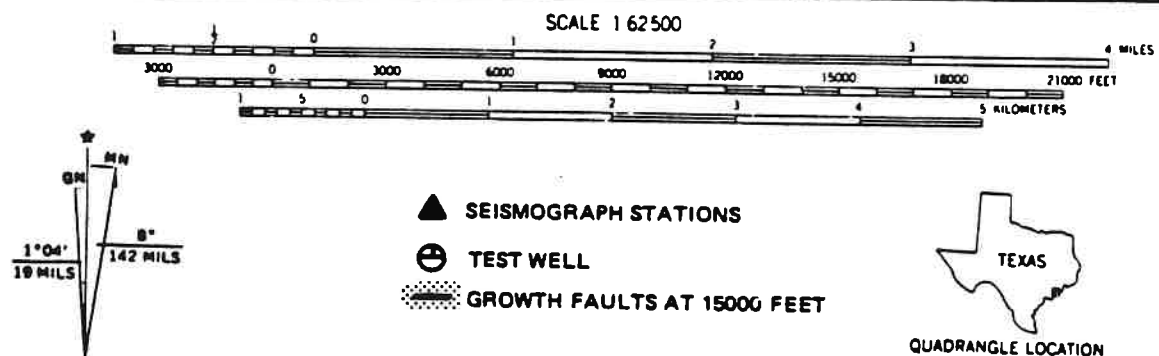 SCALE 1 62500
1 0 1 2 3 4 MILES
3000 0 3000 6000 9000 12000 15000 18000 21000 FEET
1 5 0 1 2 3 4 5 KILOMETERS
MN
GN
1°04'
19 MILS
8°
142 MILS
SEISMOGRAPH STATIONS
TEST WELL
GROWTH FAULTS AT 15000 FEET
TEXAS
QUADRANGLE LOCATION